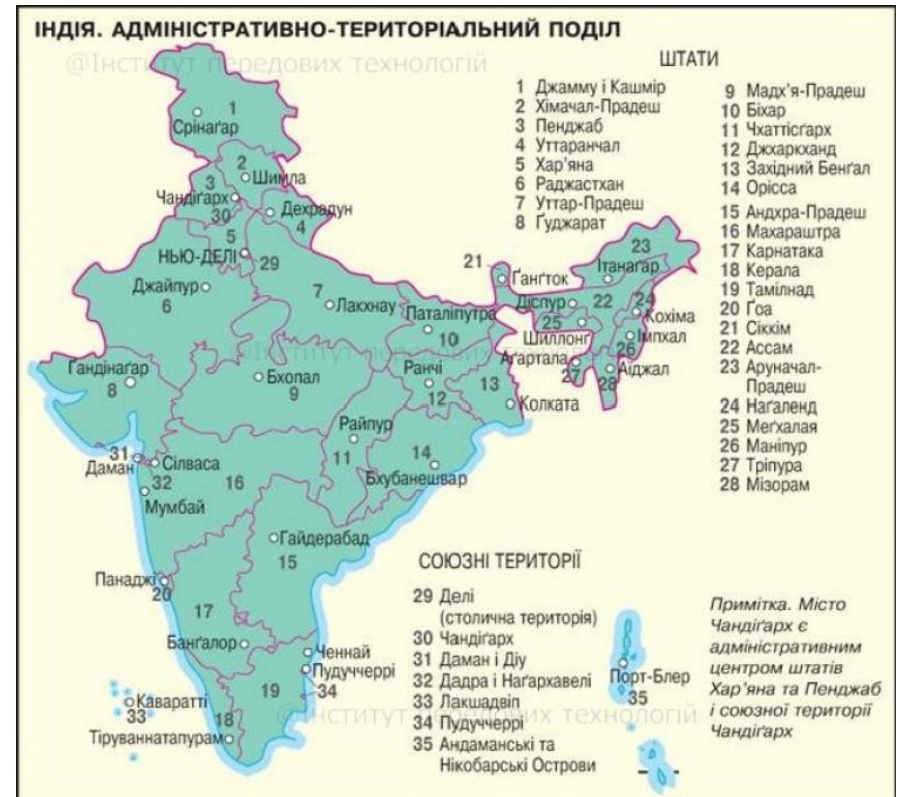 ІНДІЯ. АДМІНІСТРАТИВНО-ТЕРИТОРІАЛЬНИЙ ПОДІЛ
@Інститут передових технологій
ШТАТИ
1 Джамму і Кашмір
2 Хімачал-Прадеш
3 Пенджаб
4 Уттаранчал
5 Хар’яна
6 Раджастхан
7 Уттар-Прадеш
8 Ґуджарат
9 Мадх’я-Прадеш
10 Біхар
11 Чхаттісґарх
12 Джхаркханд
13 Західний Бенґал
14 Орісса
15 Андхра-Прадеш
16 Махараштра
17 Карнатака
18 Керала
19 Тамілнад
20 Ґоа
21 Сіккім
22 Ассам
23 Аруначал-
Прадеш
24 Наґаленд
25 Меґхалая
26 Маніпур
27 Тріпура
28 Мізорам
1
Срінаґар
2
Шимла
3
Чандіґарх
30
Дехрадун
4
5
НЬЮ-ДЕЛІ
29
Джайпур
6
7
Лакхнау
21
Ґанґток
23
Ітанаґар
Діспур
22
24
Кохіма
25
Шиллонґ
Імпхал
26
Аґартала
27
Аіджал
28
Паталіпутра
10
@Інститут передових технологій
Гандінаґар
8
Бхопал
9
Ранчі
12
13
Колката
Райпур
11
14
Бхубанешвар
31
Даман
Сілваса
32
16
Мумбай
Гайдерабад
15
Панаджі
20
17
Банґалор
Ченнай
Пудуччеррі
34
19
Каваратті
33
18
Тіруваннатапурам
@Інститут передових технологій
СОЮЗНІ ТЕРИТОРІЇ
29 Делі
(столична територія)
30 Чандіґарх
31 Даман і Діу
32 Дадра і Наґархавелі
33 Лакшадвіп
34 Пудуччеррі
35 Андаманські та
Нікобарські Острови
Порт-Блер
35
Примітка. Місто
Чандіґарх є
адміністративним
центром штатів
Хар’яна та Пенджаб
і союзної території
Чандіґарх